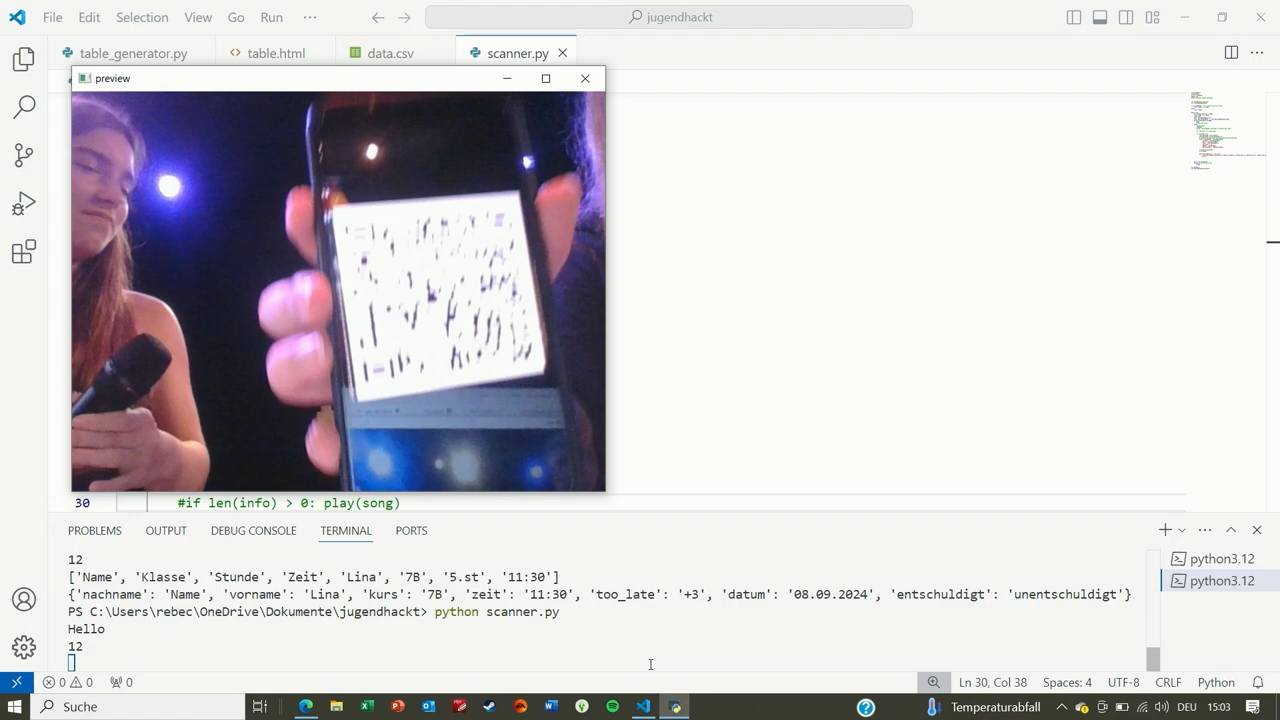 File Edit Selection View Go Run ··· jugendhackt
table_generator.py table.html data.csv scanner.py
preview
30 #if len(info) > 0: play(song)
PROBLEMS OUTPUT DEBUG CONSOLE TERMINAL PORTS
12
['Name', 'Klasse', 'Stunde', 'Zeit', 'Lina', '7B', '5.st', '11:30']
{'nachname': 'Name', 'vorname': 'Lina', 'kurs': '7B', 'zeit': '11:30', 'too_late': '+3', 'datum': '08.09.2024', 'entschuldigt': 'unentschuldigt'}
PS C:\Users\rebec\OneDrive\Dokumente\jugendhackt> python scanner.py
Hello
12
python3.12
python3.12
0 0 0 Ln 30, Col 38 Spaces: 4 UTF-8 CRLF Python
Suche Temperaturabfall DEU 15:03